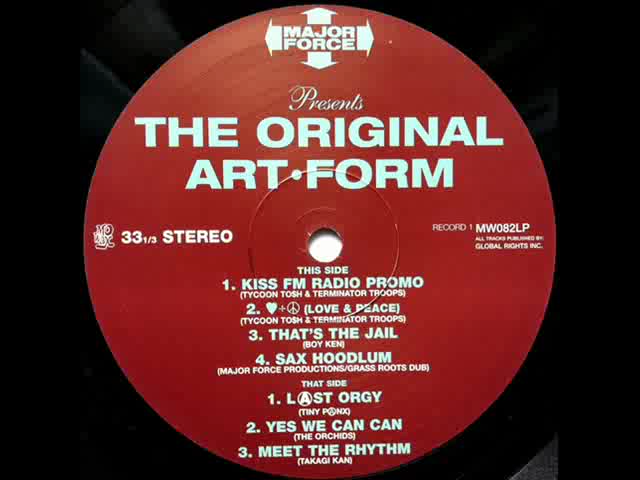 MAJOR
FORCE
Presents
THE ORIGINAL
ART•FORM
33 1/3 STEREO
RECORD 1 MW082LP
ALL TRACKS PUBLISHED BY:
GLOBAL RIGHTS INC.
THIS SIDE
1. KISS FM RADIO PROMO
(TYCOON TO$H & TERMINATOR TROOPS)
2. ♥÷☮ (LOVE & PEACE)
(TYCOON TO$H & TERMINATOR TROOPS)
3. THAT'S THE JAIL
(BOY KEN)
4. SAX HOODLUM
(MAJOR FORCE PRODUCTIONS/GRASS ROOTS DUB)
THAT SIDE
1. LⒶST ORGY
(TINY PⒶNX)
2. YES WE CAN CAN
(THE ORCHIDS)
3. MEET THE RHYTHM
(TAKAGI KAN)